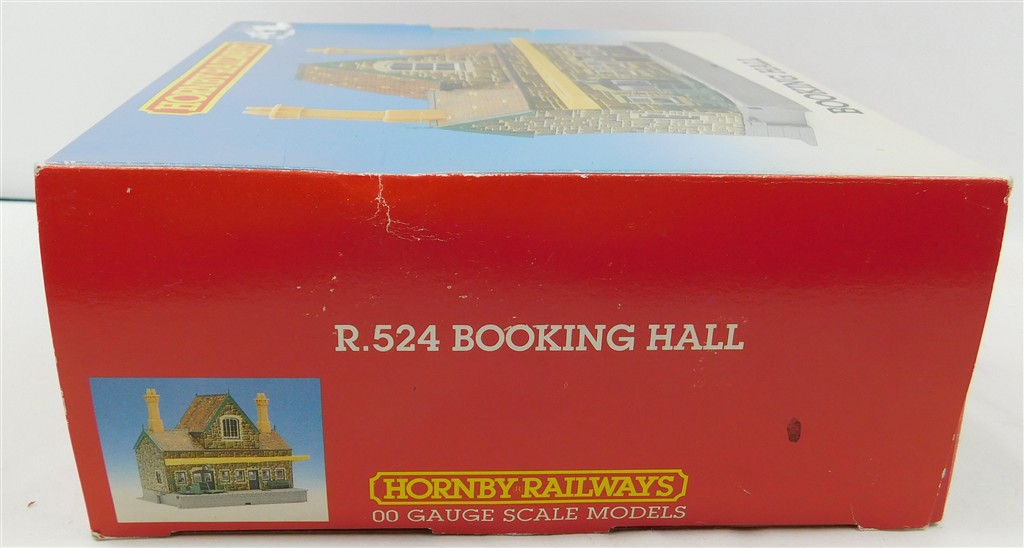 HORNBY RAILWAYS
BOOKING HALL
R.524 BOOKING HALL
HORNBY RAILWAYS
00 GAUGE SCALE MODELS